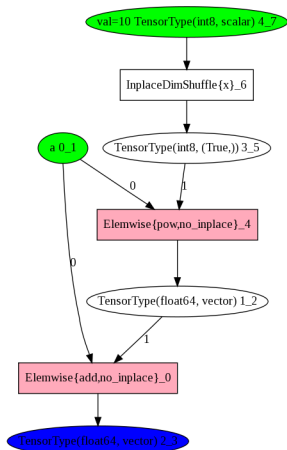 val=10 TensorType(int8, scalar) 4_7
InplaceDimShuffle{x}_6
a 0_1
TensorType(int8, (True,)) 3_5
0
1
Elemwise{pow,no_inplace}_4
0
TensorType(float64, vector) 1_2
1
Elemwise{add,no_inplace}_0
TensorType(float64, vector) 2_3